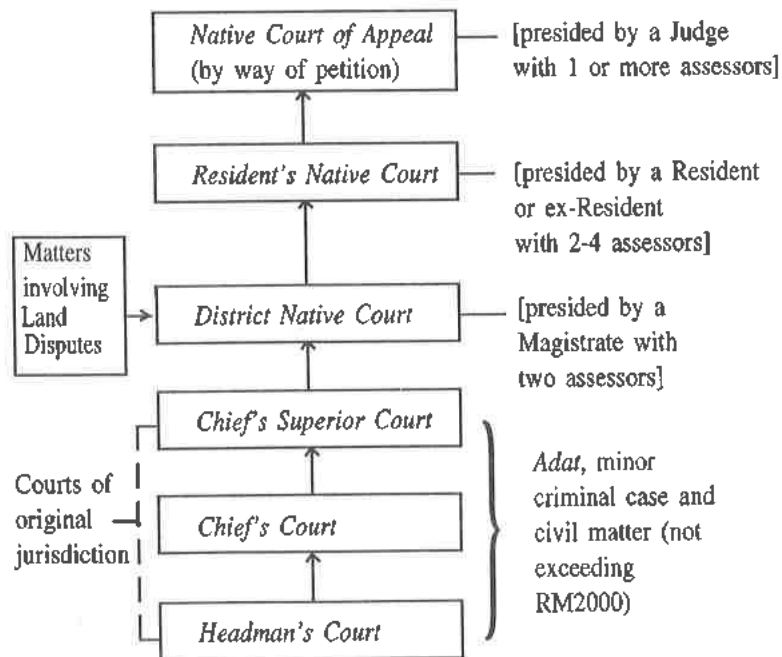 Native Court of Appeal
(by way of petition)
[presided by a Judge
with 1 or more assessors]
Resident's Native Court
[presided by a Resident
or ex-Resident
with 2-4 assessors]
Matters
involving
Land
Disputes
District Native Court
[presided by a
Magistrate with
two assessors]
Chief's Superior Court
Courts of
original
jurisdiction
Chief's Court
Adat, minor
criminal case and
civil matter (not
exceeding
RM2000)
Headman's Court